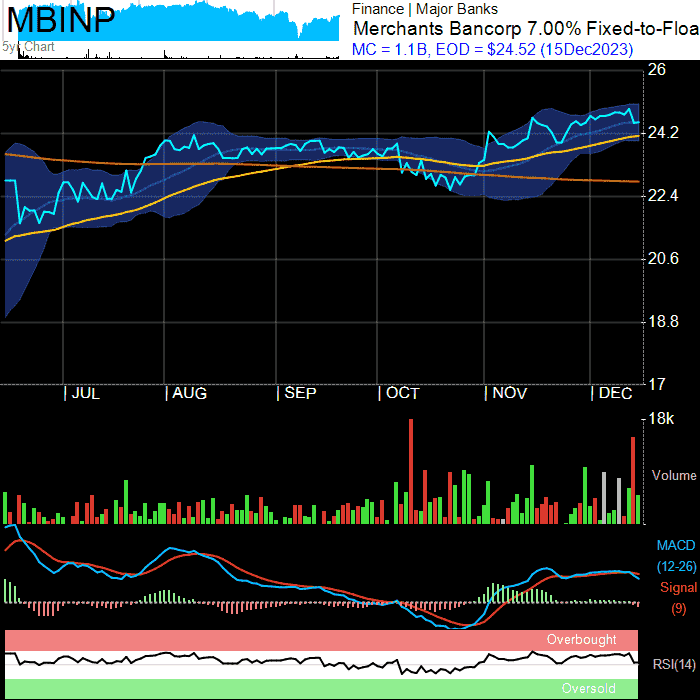 MBINP
5yr Chart
Finance | Major Banks
Merchants Bancorp 7.00% Fixed-to-Floa
MC = 1.1B, EOD = $24.52 (15Dec2023)
26
24.2
22.4
20.6
18.8
17
| JUL | AUG | SEP | OCT | NOV | DEC
18k
Volume
MACD
(12-26)
Signal
(9)
Overbought
RSI(14)
Oversold